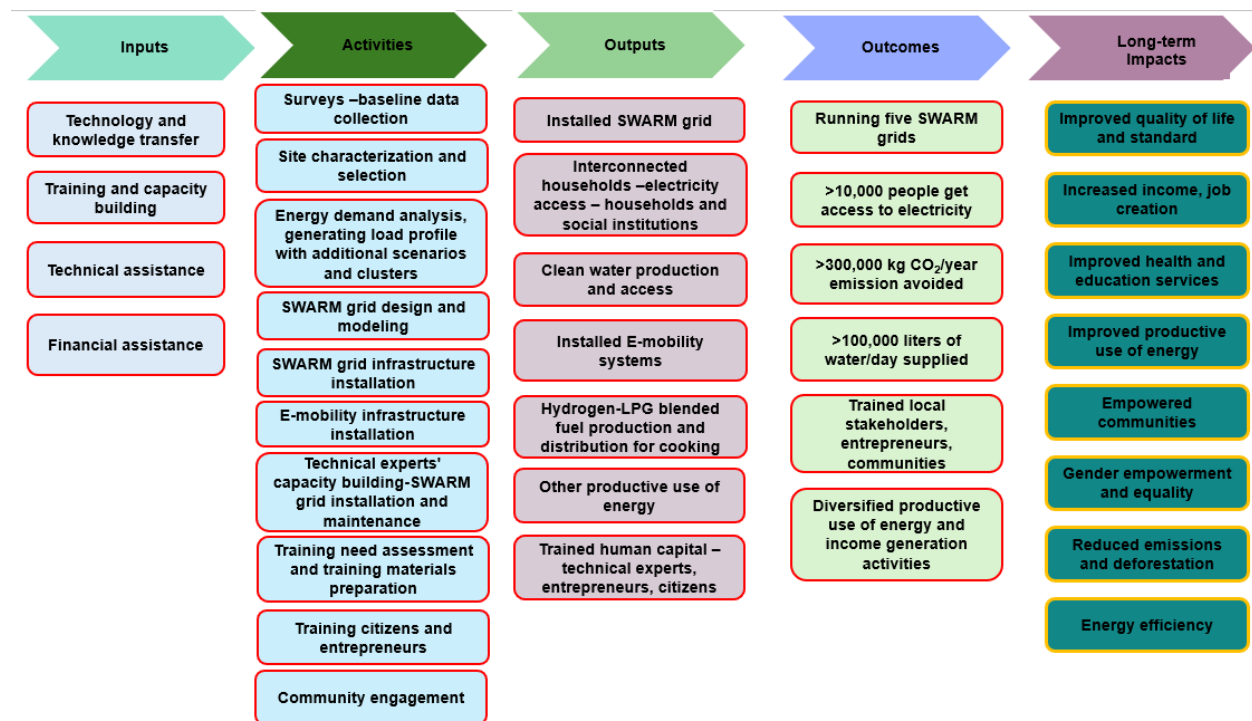 Inputs
Activities
Outputs
Outcomes
Long-term
Impacts
Technology and
knowledge transfer
Training and capacity
building
Technical assistance
Financial assistance
Surveys –baseline data
collection
Site characterization and
selection
Energy demand analysis,
generating load profile
with additional scenarios
and clusters
SWARM grid design and
modeling
SWARM grid infrastructure
installation
E-mobility infrastructure
installation
Technical experts’
capacity building-SWARM
grid installation and
maintenance
Training need assessment
and training materials
preparation
Training citizens and
entrepreneurs
Community engagement
Installed SWARM grid
Interconnected
households –electricity
access – households and
social institutions
Clean water production
and access
Installed E-mobility
systems
Hydrogen-LPG blended
fuel production and
distribution for cooking
Other productive use of
energy
Trained human capital –
technical experts,
entrepreneurs, citizens
Running five SWARM
grids
>10,000 people get
access to electricity
>300,000 kg CO₂/year
emission avoided
>100,000 liters of
water/day supplied
Trained local
stakeholders,
entrepreneurs,
communities
Diversified productive
use of energy and
income generation
activities
Improved quality of life
and standard
Increased income, job
creation
Improved health and
education services
Improved productive
use of energy
Empowered
communities
Gender empowerment
and equality
Reduced emissions
and deforestation
Energy efficiency